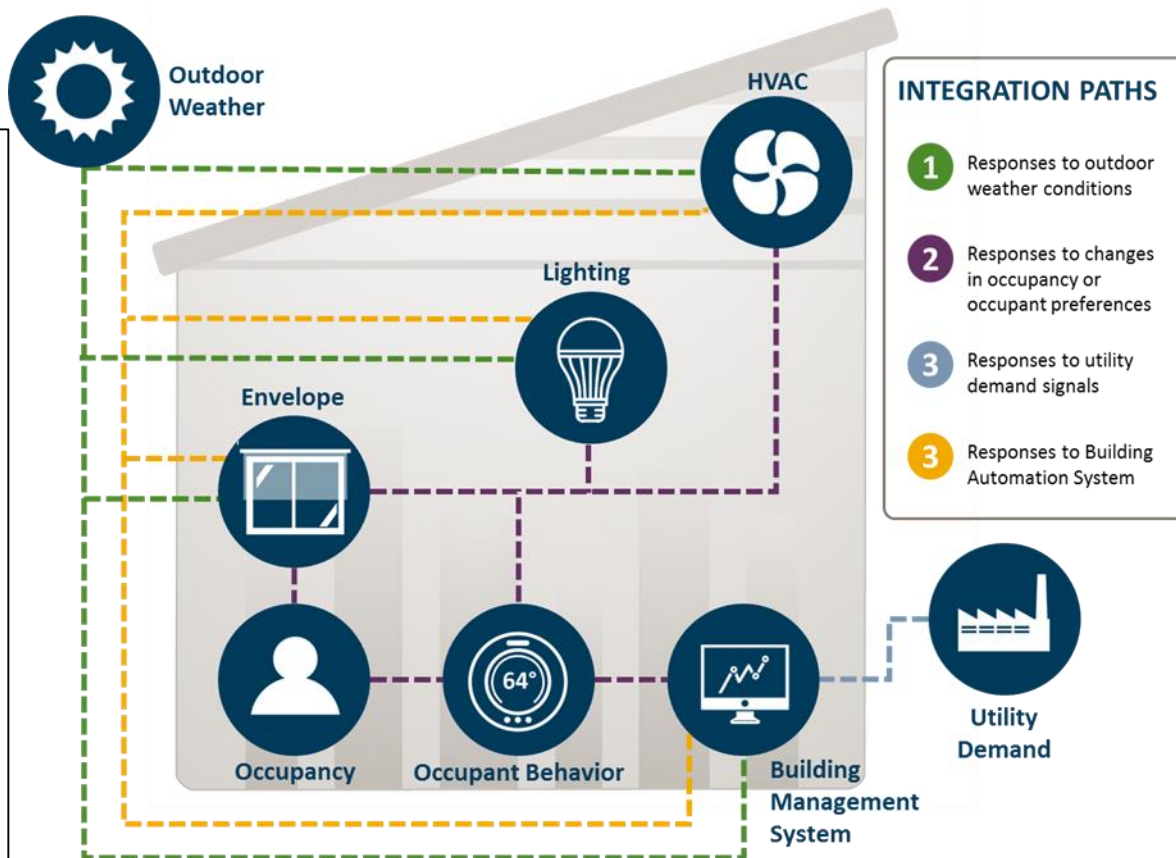 Outdoor
Weather
HVAC
INTEGRATION PATHS
1 Responses to outdoor
weather conditions
2 Responses to changes
in occupancy or
occupant preferences
3 Responses to utility
demand signals
3 Responses to Building
Automation System
Lighting
Envelope
64°
Occupancy
Occupant Behavior
Building
Management
System
Utility
Demand